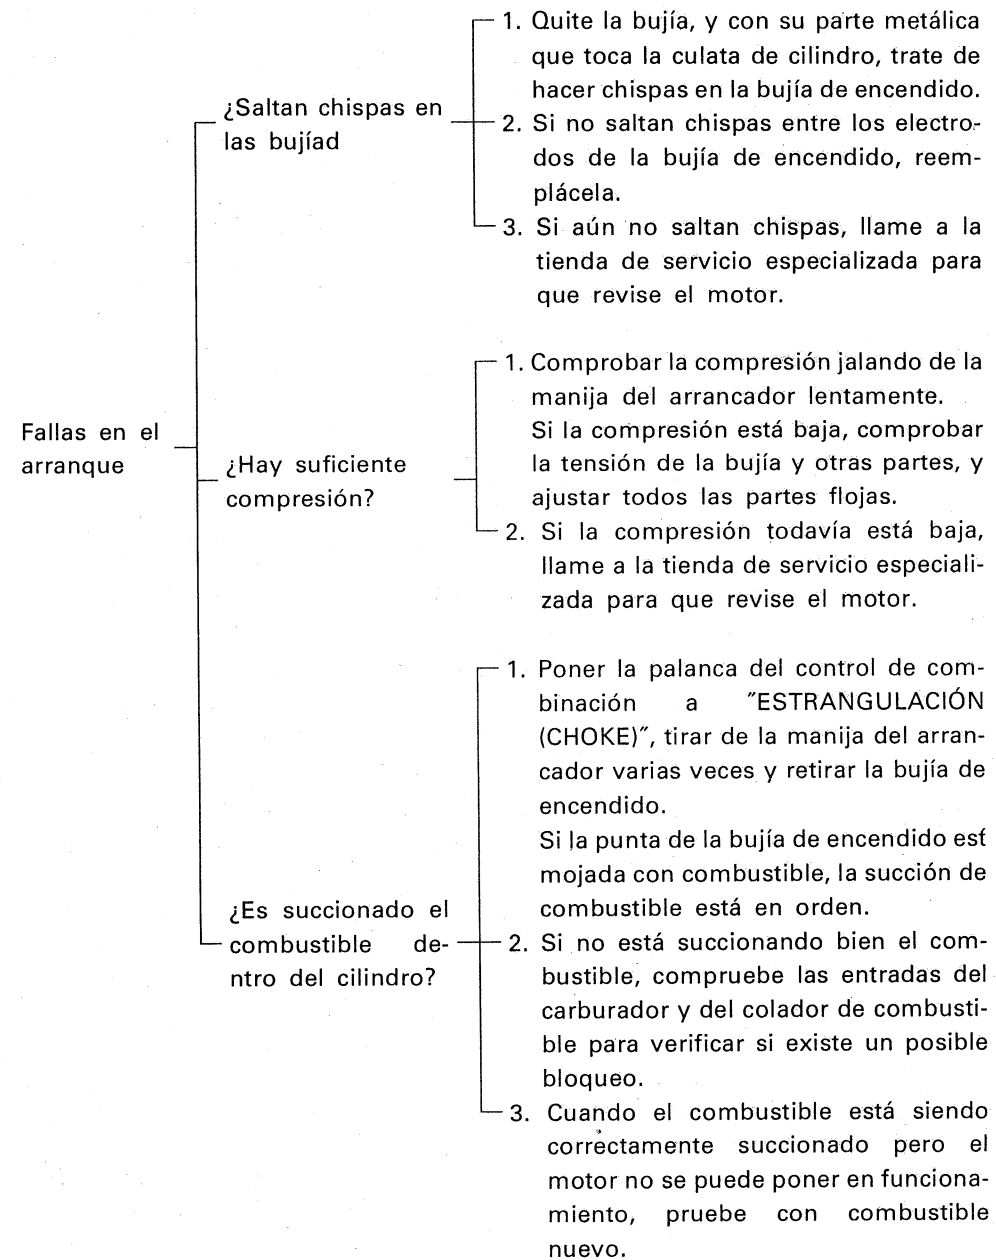 Fallas en el
arranque
¿Saltan chispas en
las bujíad
1. Quite la bujía, y con su parte metálica
que toca la culata de cilindro, trate de
hacer chispas en la bujía de encendido.
2. Si no saltan chispas entre los electro-
dos de la bujía de encendido, reem-
plácela.
3. Si aún no saltan chispas, llame a la
tienda de servicio especializada para
que revise el motor.
¿Hay suficiente
compresión?
1. Comprobar la compresión jalando de la
manija del arrancador lentamente.
Si la compresión está baja, comprobar
la tensión de la bujía y otras partes, y
ajustar todos las partes flojas.
2. Si la compresión todavía está baja,
llame a la tienda de servicio especiali-
zada para que revise el motor.
¿Es succionado el
combustible de-
ntro del cilindro?
1. Poner la palanca del control de com-
binación a "ESTRANGULACIÓN
(CHOKE)", tirar de la manija del arran-
cador varias veces y retirar la bujía de
encendido.
Si la punta de la bujía de encendido est
mojada con combustible, la succión de
combustible está en orden.
2. Si no está succionando bien el com-
bustible, compruebe las entradas del
carburador y del colador de combusti-
ble para verificar si existe un posible
bloqueo.
3. Cuando el combustible está siendo
correctamente succionado pero el
motor no se puede poner en funciona-
miento, pruebe con combustible
nuevo.